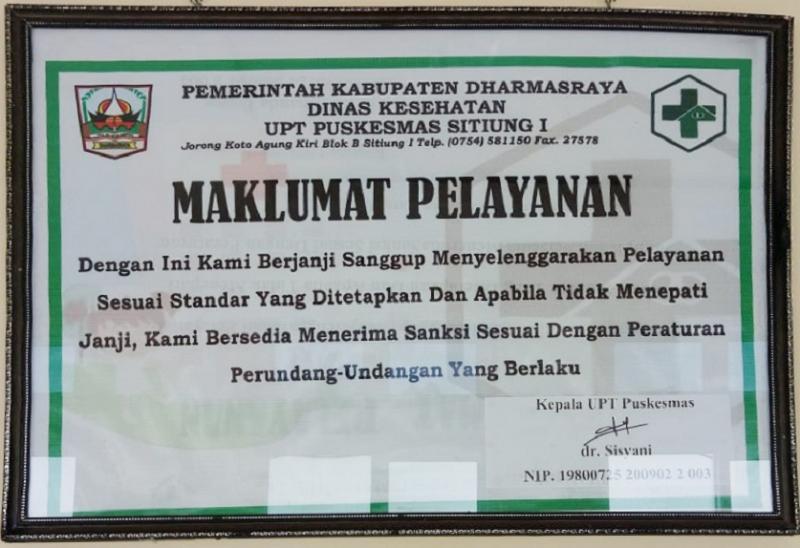 PEMERINTAH KABUPATEN DHARMASRAYA
DINAS KESEHATAN
UPT PUSKESMAS SITIUNG I
Jorong Koto Agung Kiri Blok B Sitiung I Telp. (0754) 581150 Fax. 27578
MAKLUMAT PELAYANAN
Dengan Ini Kami Berjanji Sanggup Menyelenggarakan Pelayanan
Sesuai Standar Yang Ditetapkan Dan Apabila Tidak Menepati
Janji, Kami Bersedia Menerima Sanksi Sesuai Dengan Peraturan
Perundang-Undangan Yang Berlaku
Kepala UPT Puskesmas
dr. Sisyani
NIP. 19800725 200902 2 003